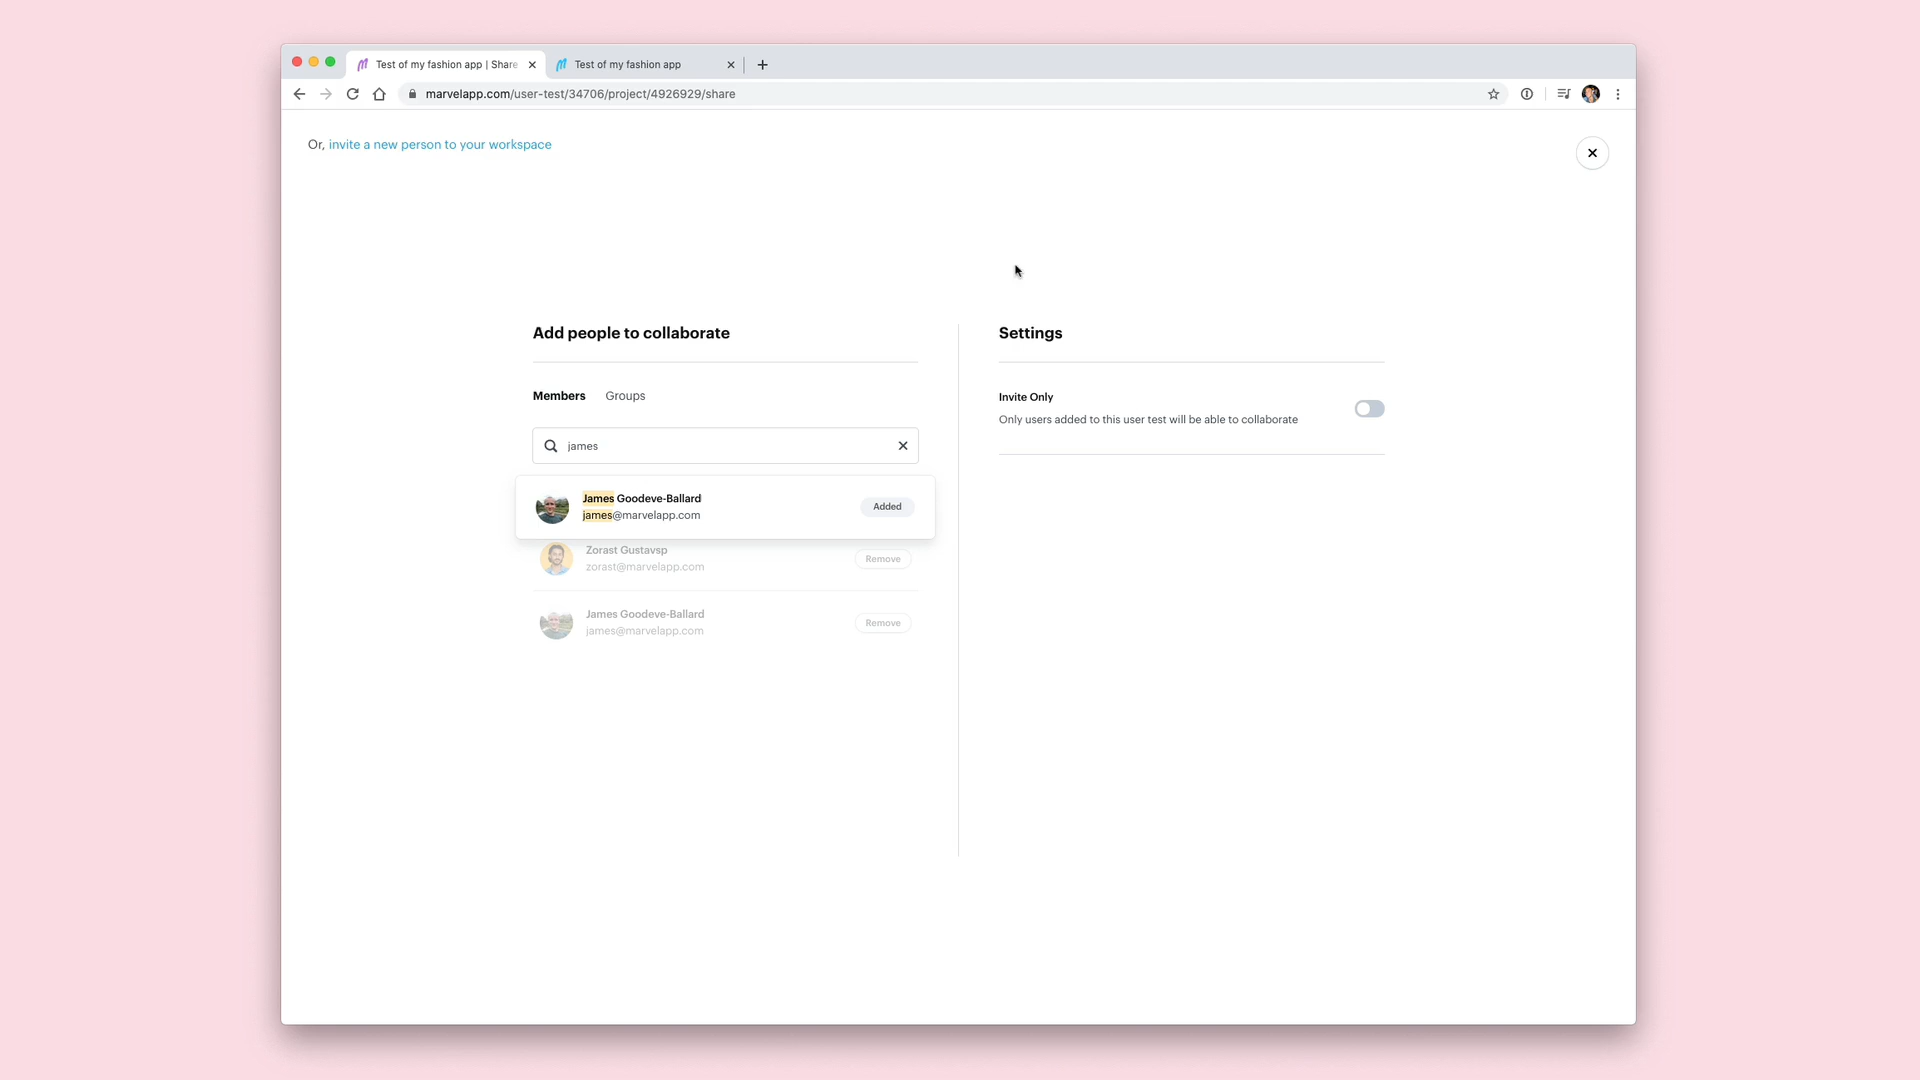 Test of my fashion app | Share
Test of my fashion app
marvelapp.com/user-test/34706/project/4926929/share
Or, invite a new person to your workspace
Add people to collaborate
Members Groups
james
James Goodeve-Ballard
james@marvelapp.com
Added
Zorast Gustavsp
zorast@marvelapp.com
Remove
James Goodeve-Ballard
james@marvelapp.com
Remove
Settings
Invite Only
Only users added to this user test will be able to collaborate